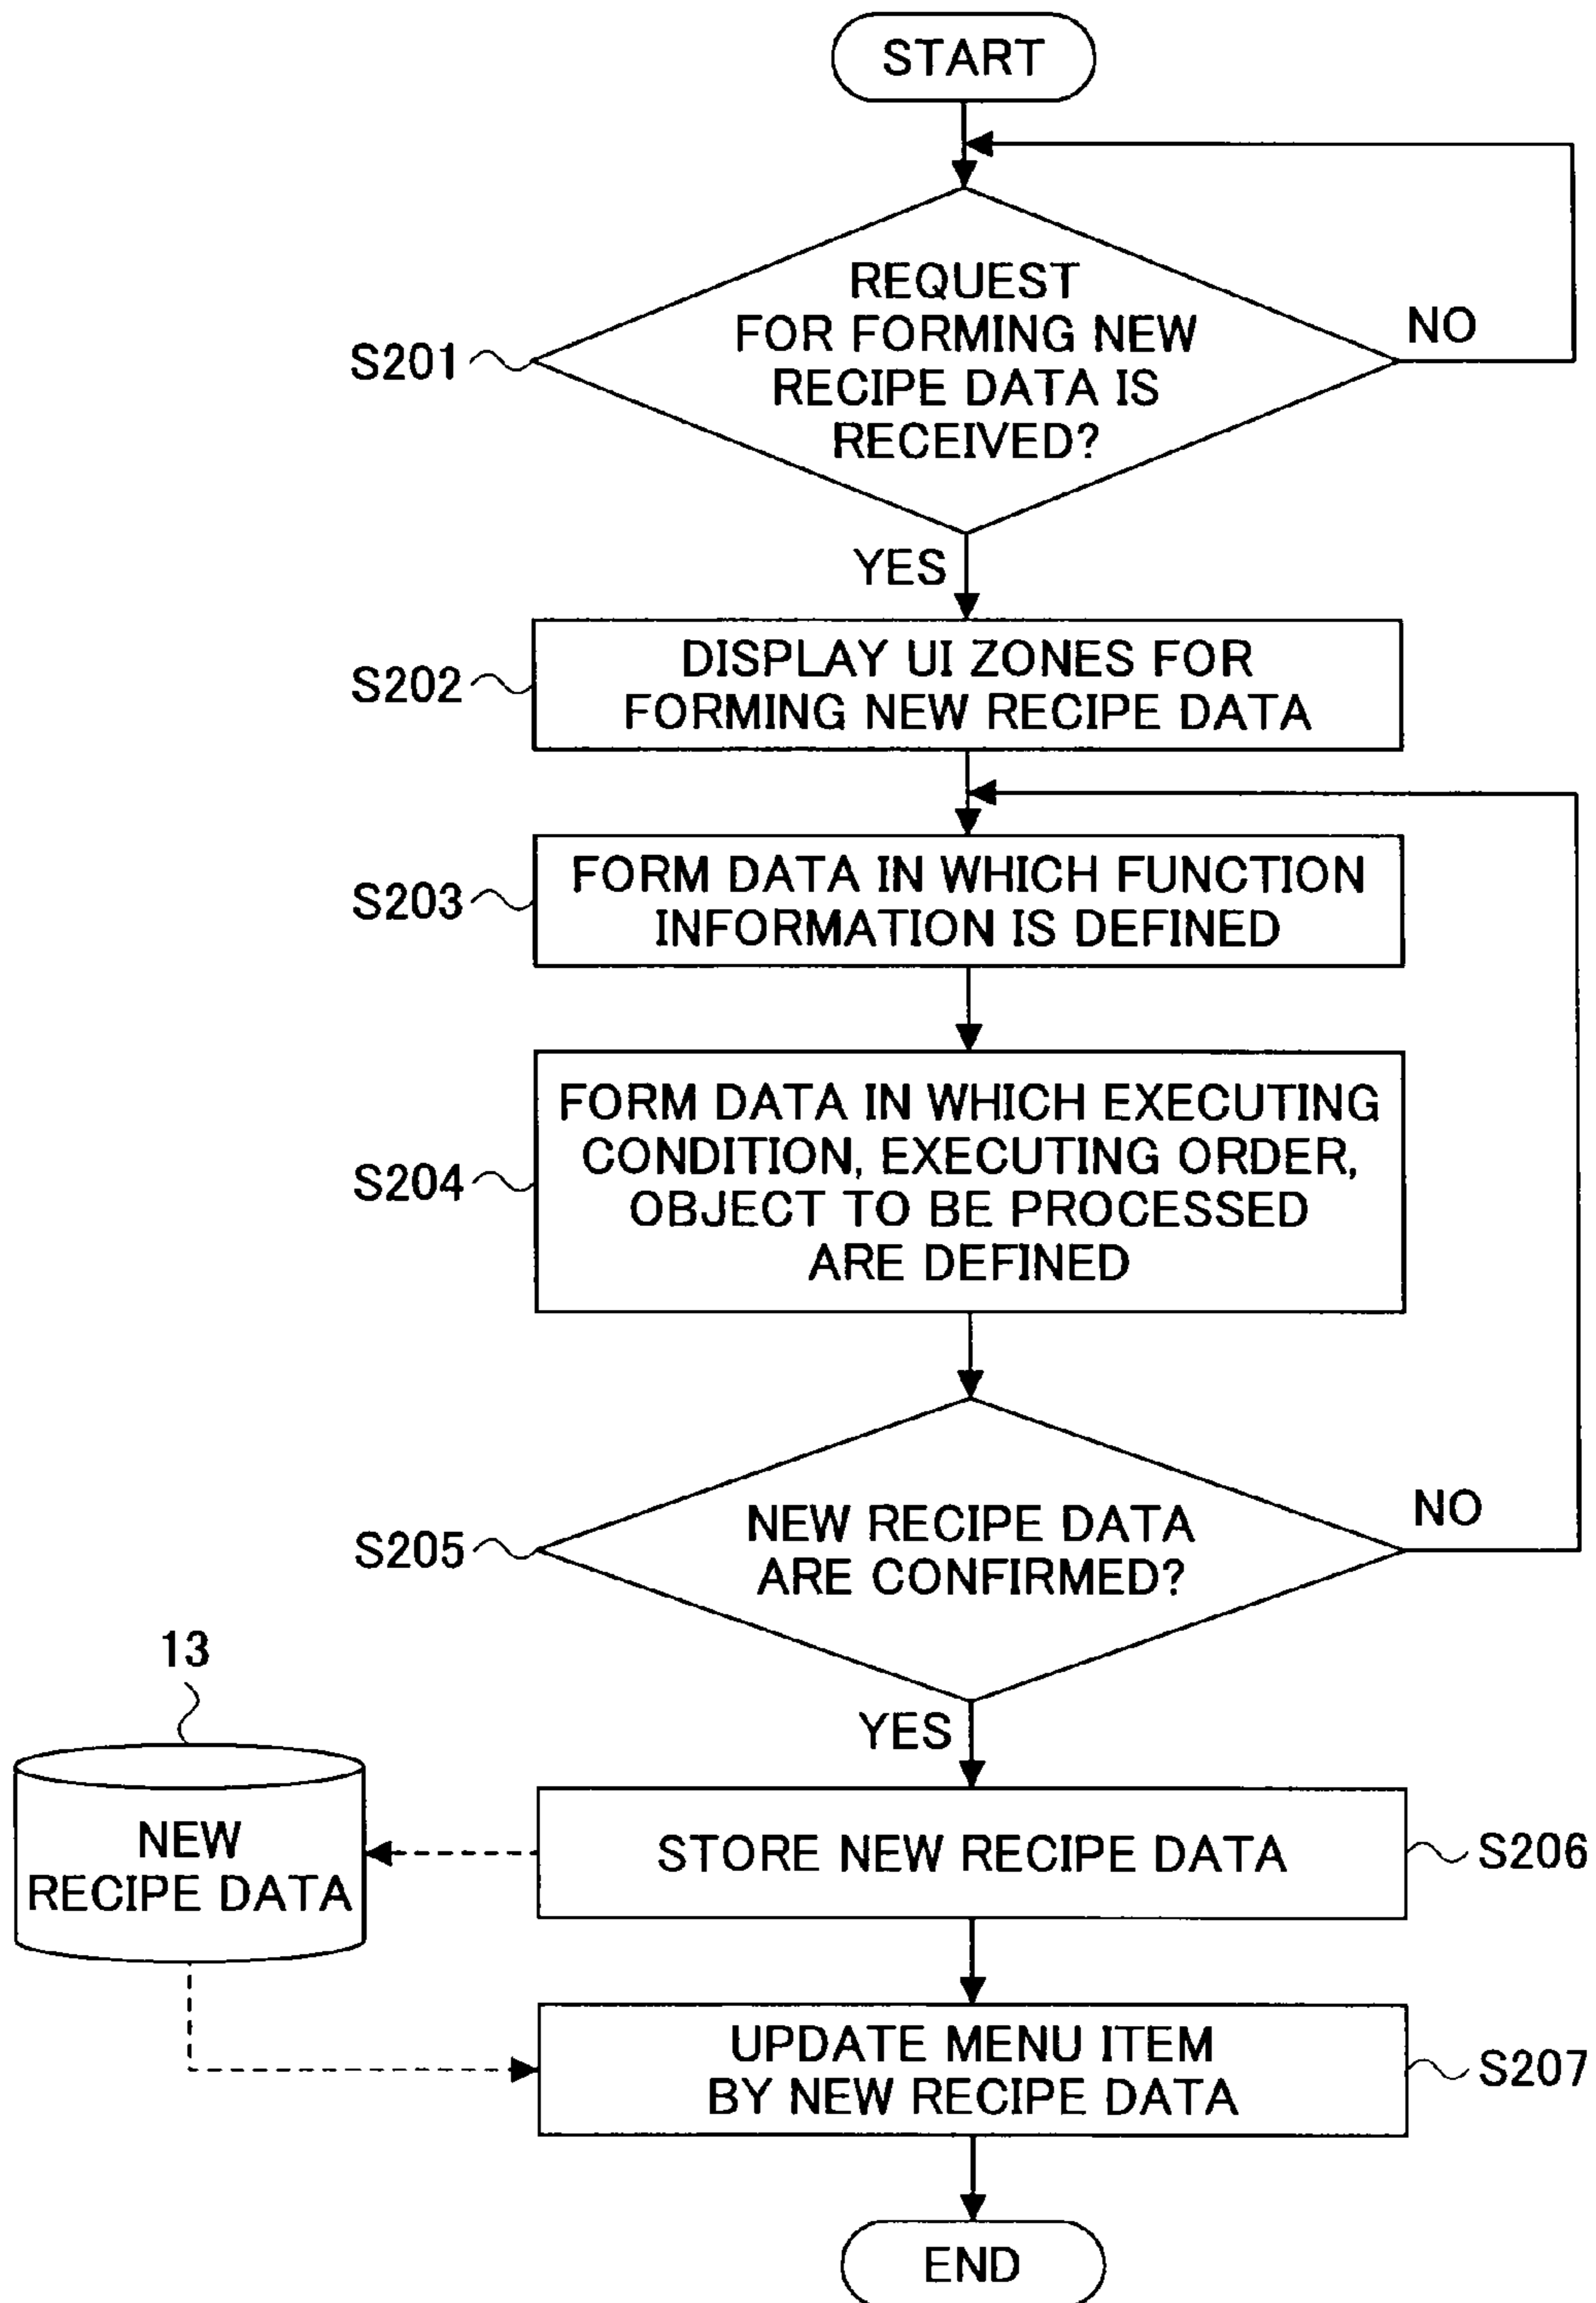 START
REQUEST
FOR FORMING NEW
RECIPE DATA IS
RECEIVED?
S201
NO
YES
DISPLAY UI ZONES FOR
FORMING NEW RECIPE DATA
S202
FORM DATA IN WHICH FUNCTION
INFORMATION IS DEFINED
S203
FORM DATA IN WHICH EXECUTING
CONDITION, EXECUTING ORDER,
OBJECT TO BE PROCESSED
ARE DEFINED
S204
NEW RECIPE DATA
ARE CONFIRMED?
S205
NO
YES
13
NEW
RECIPE DATA
STORE NEW RECIPE DATA
S206
UPDATE MENU ITEM
BY NEW RECIPE DATA
S207
END